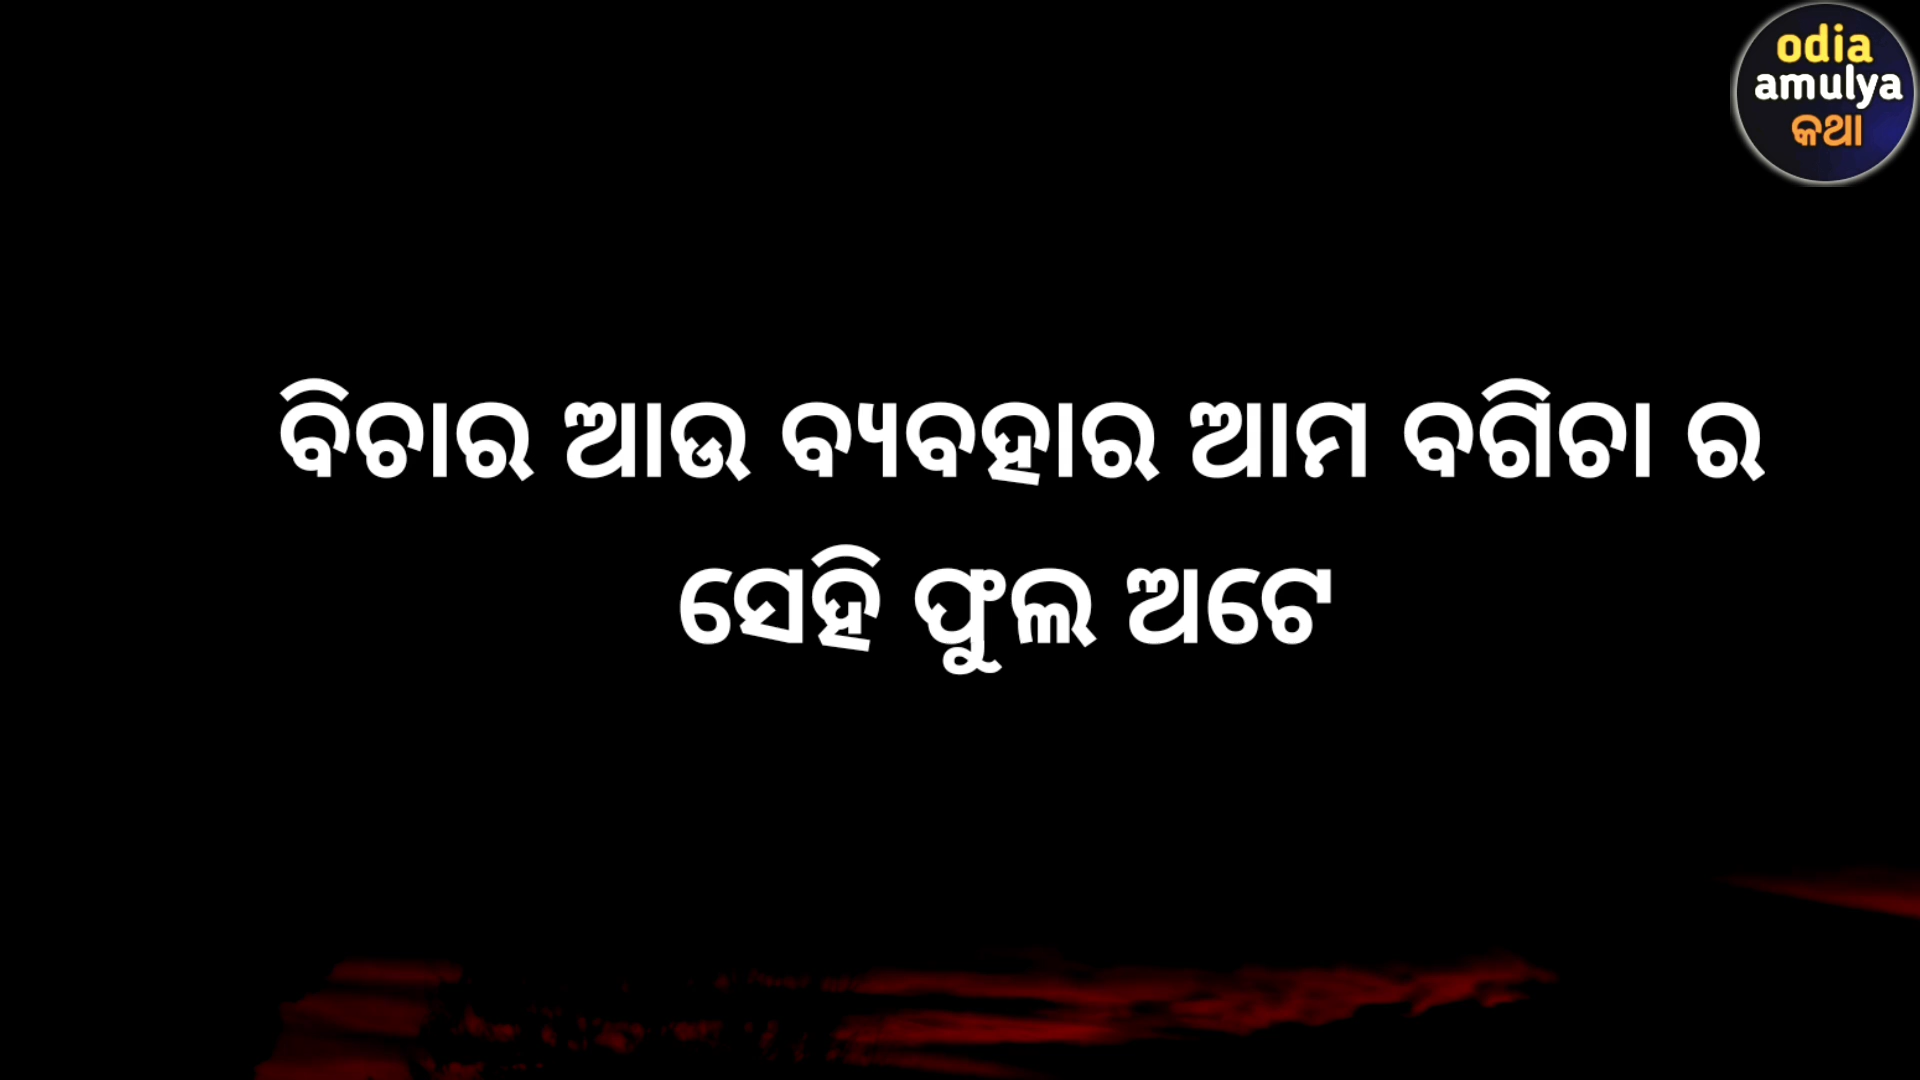 odia
amulya
କଥା
ବିଚାର ଆଉ ବ୍ୟବହାର ଆମ ବଗିଚା ର
ସେହି ଫୁଲ ଅଟେ